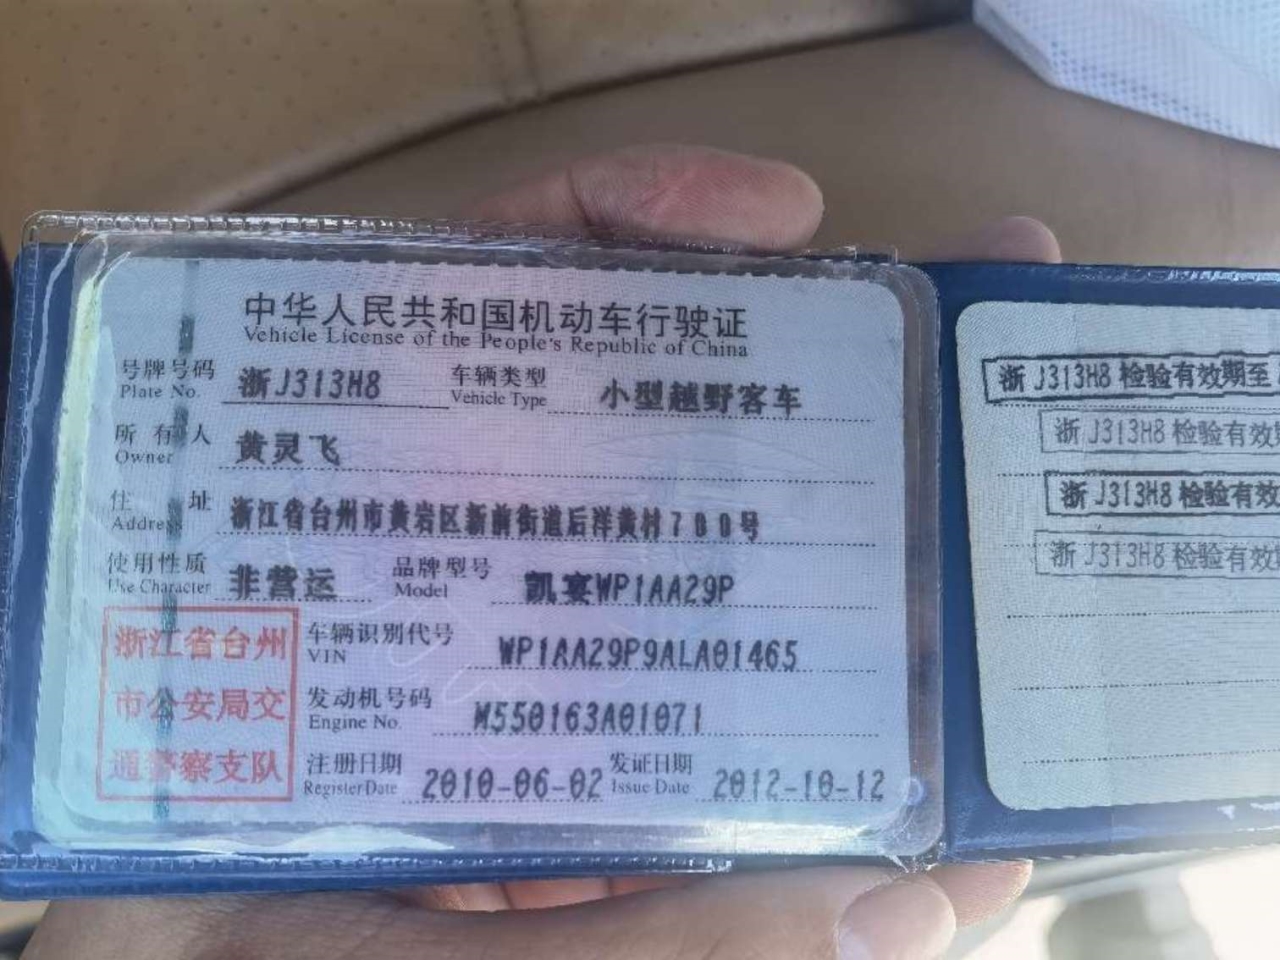 中华人民共和国机动车行驶证
Vehicle License of the People's Republic of China
号牌号码 浙J313H8 车辆类型 小型越野客车
Plate No. Vehicle Type
所有人 黄灵飞
Owner
住址 浙江省台州市黄岩区新前街道后洋黄村700号
Address
使用性质 非营运 品牌型号 凯宴WP1AA29P
Use Character Model
车辆识别代号 WP1AA29P9ALA01465
VIN
发动机号码 M550163A01071
Engine No.
注册日期 2010-06-02 发证日期 2012-10-12
Register Date Issue Date
浙江省台州
市公安局交
通警察支队
浙J313H8 检验有效期至
浙J313H8 检验有效期
浙J313H8 检验有效
浙J313H8 检验有效期